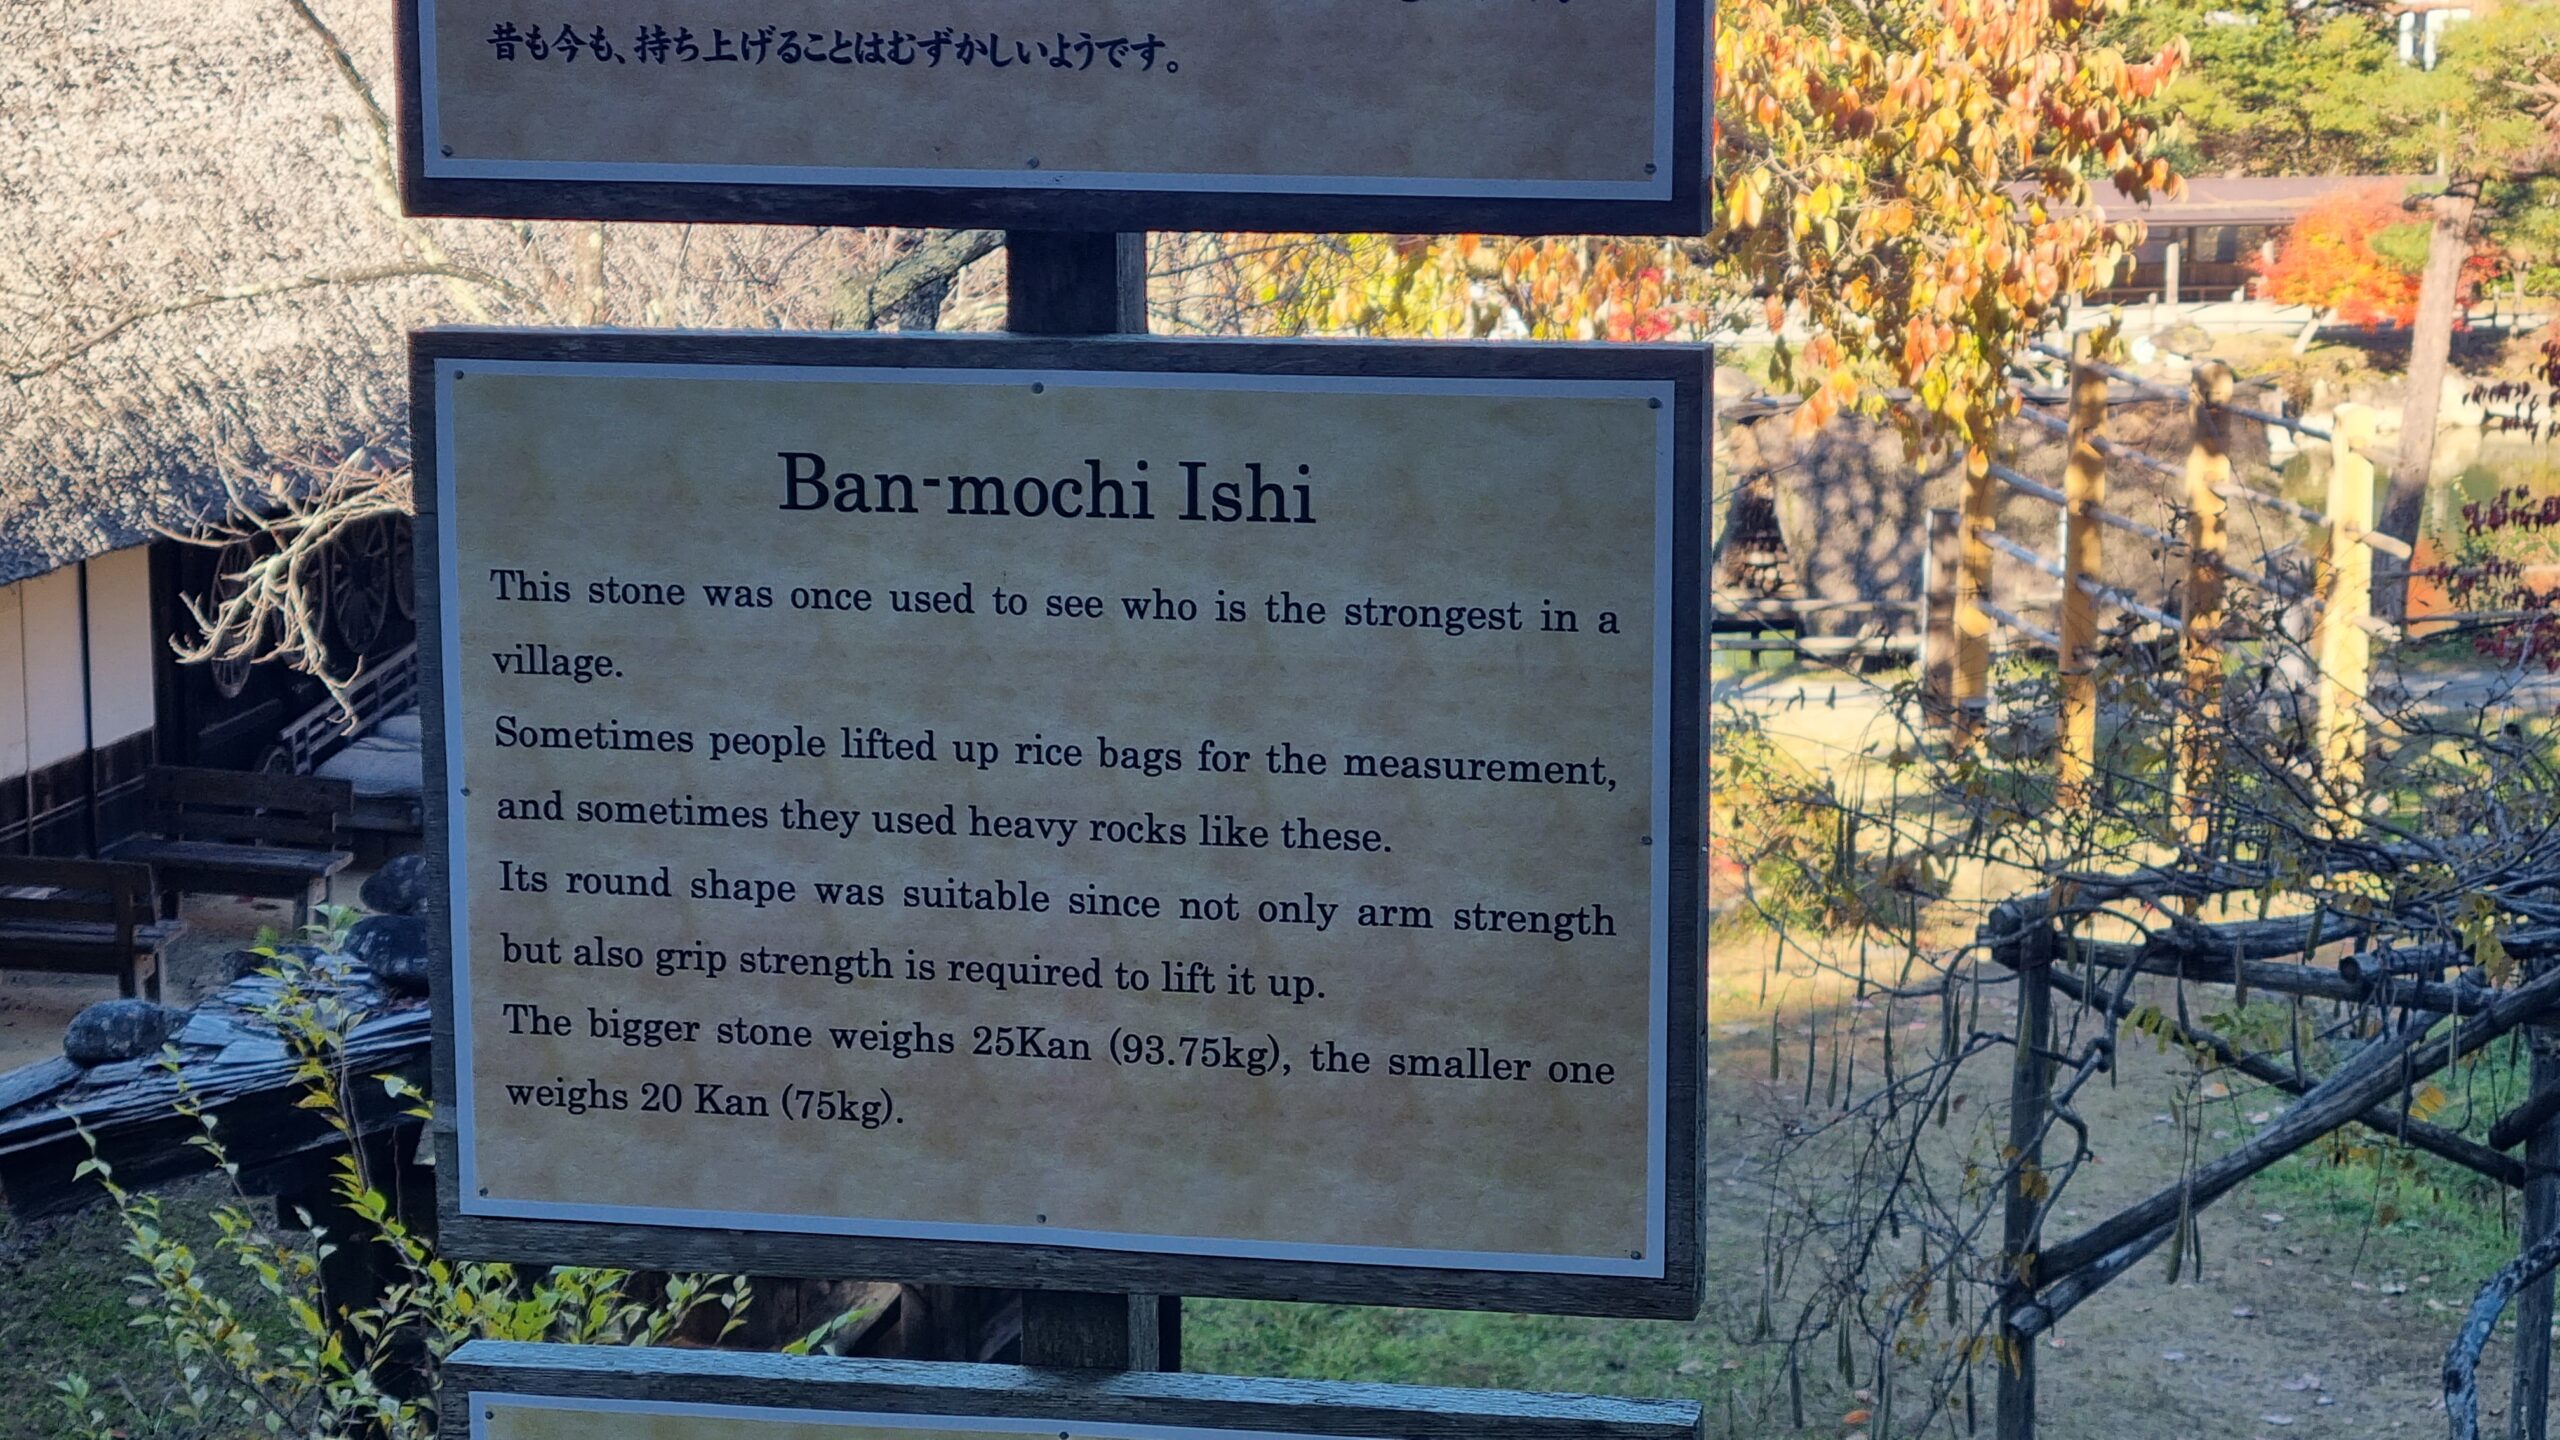 昔も今も、持ち上げることはむずかしいようです。
Ban-mochi Ishi
This stone was once used to see who is the strongest in a
village.
Sometimes people lifted up rice bags for the measurement,
and sometimes they used heavy rocks like these.
Its round shape was suitable since not only arm strength
but also grip strength is required to lift it up.
The bigger stone weighs 25Kan (93.75kg), the smaller one
weighs 20 Kan (75kg).